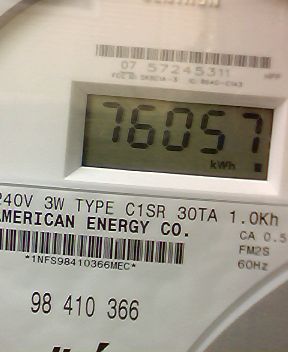 07 57245311
76057
kWh
240V 3W TYPE C1SR 30TA 1.0Kh
AMERICAN ENERGY CO.
CA 0.5
FM2S
60Hz
*1NFS98410366MEC*
98 410 366